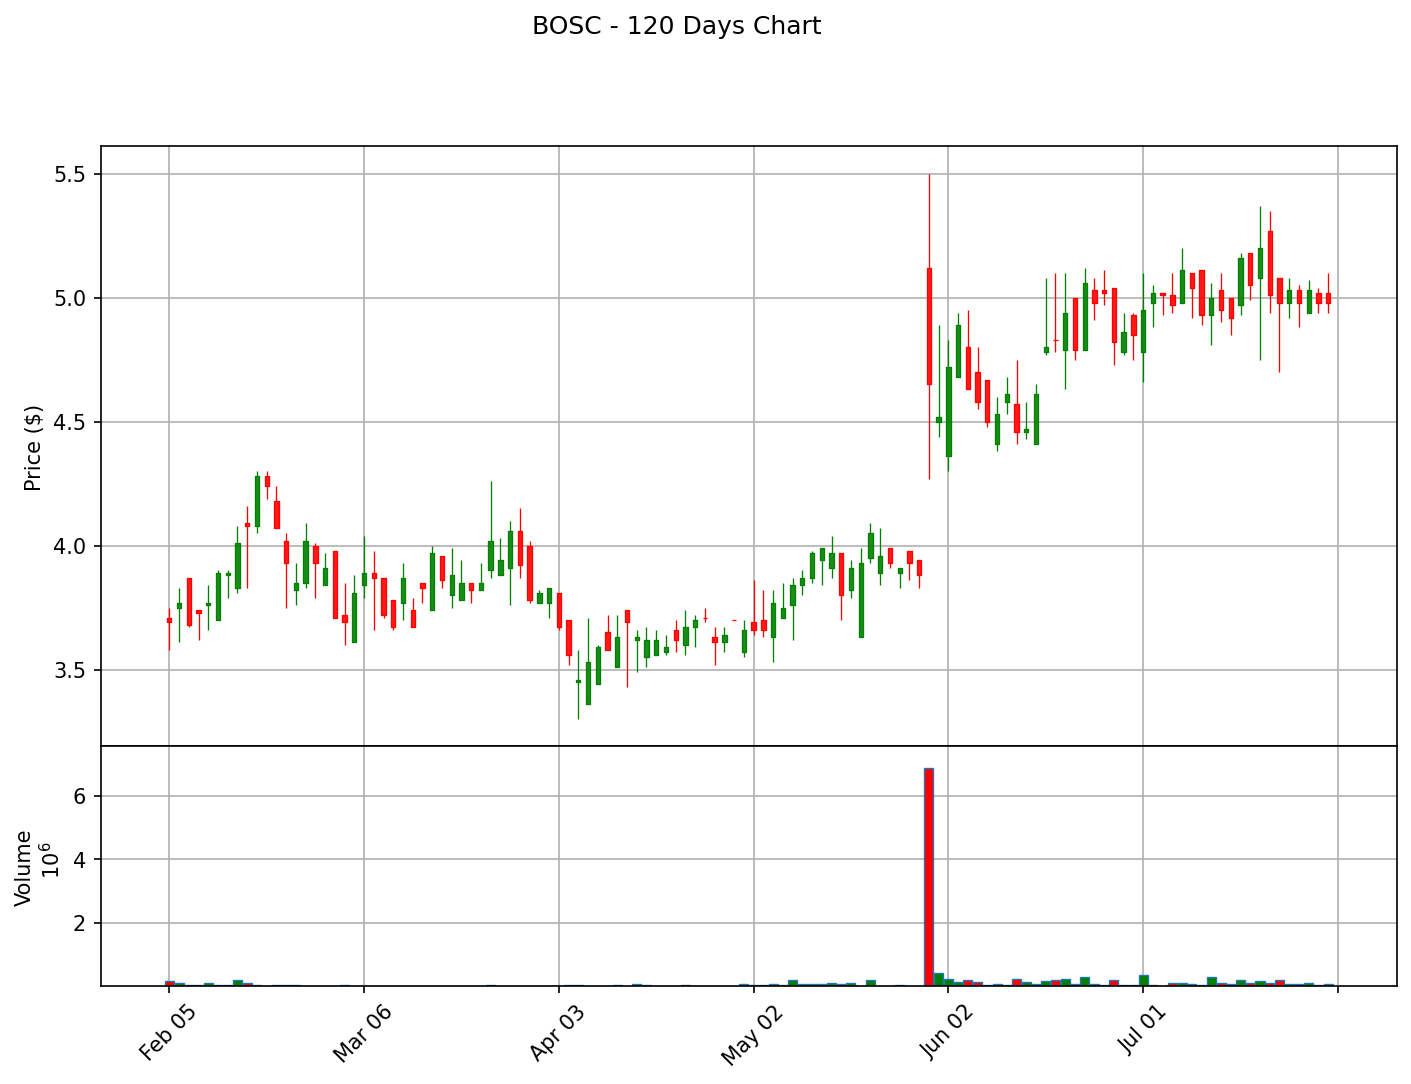 BOSC - 120 Days Chart
Price ($)
5.5
5.0
4.5
4.0
3.5
Volume
10^6
6
4
2
Feb 05
Mar 06
Apr 03
May 02
Jun 02
Jul 01